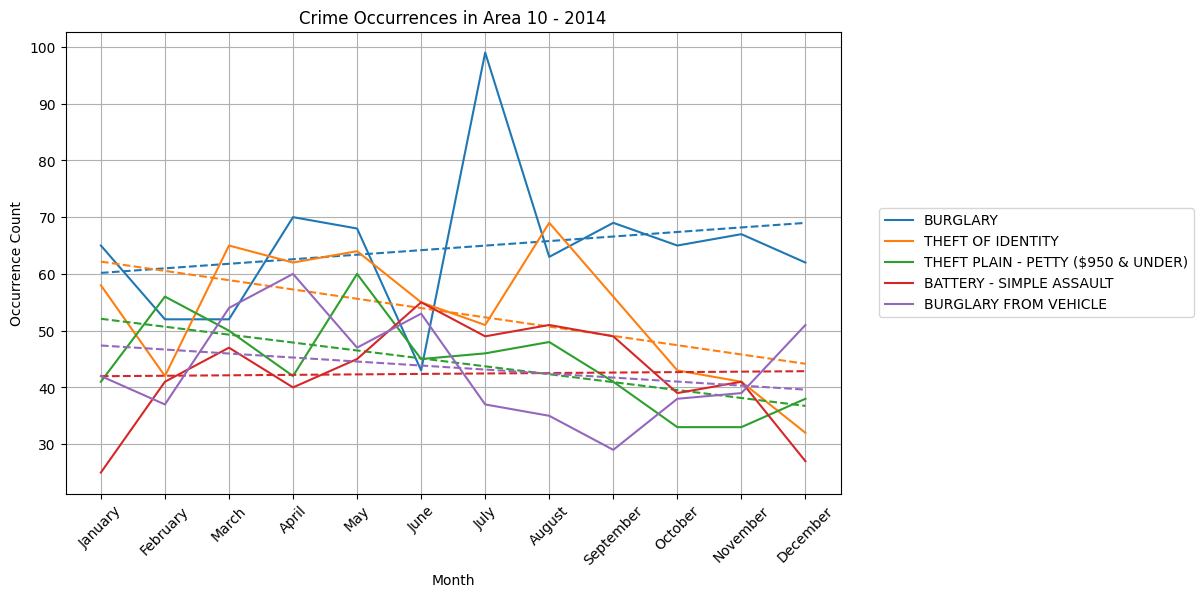 Crime Occurrences in Area 10 - 2014
Occurrence Count
100
90
80
70
60
50
40
30
January
February
March
April
May
June
July
August
September
October
November
December
Month
BURGLARY
THEFT OF IDENTITY
THEFT PLAIN - PETTY ($950 & UNDER)
BATTERY - SIMPLE ASSAULT
BURGLARY FROM VEHICLE